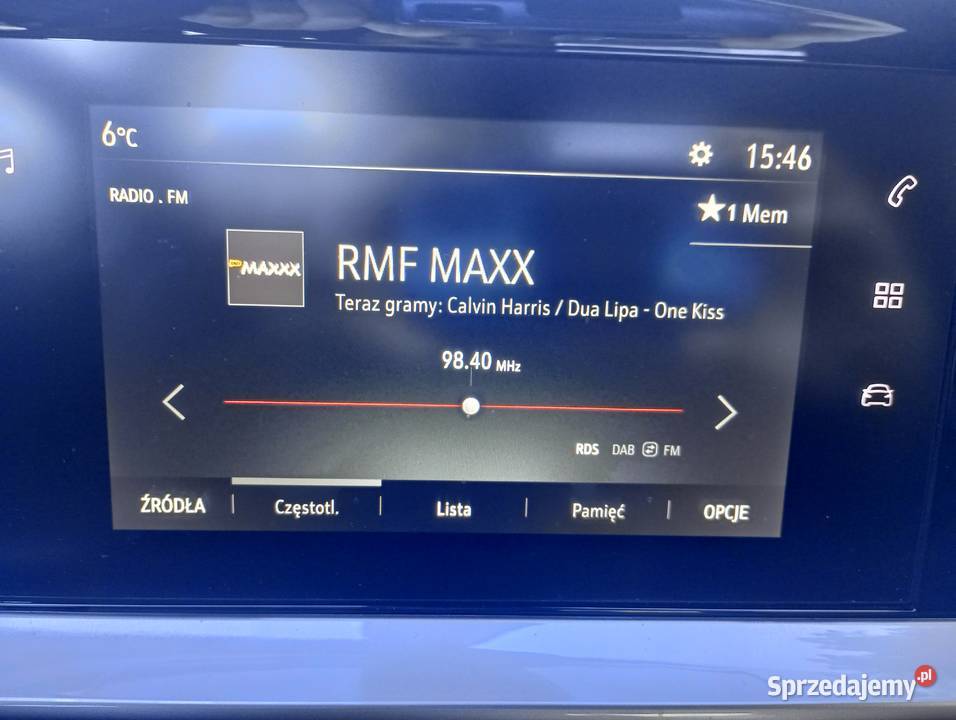 6°C
15:46
RADIO . FM
1 Mem
MAXXX
RMF MAXX
Teraz gramy: Calvin Harris / Dua Lipa - One Kiss
98.40 MHz
RDS DAB FM
ŹRÓDŁA Częstotl. Lista Pamięć OPCJE
Sprzedajemy.pl